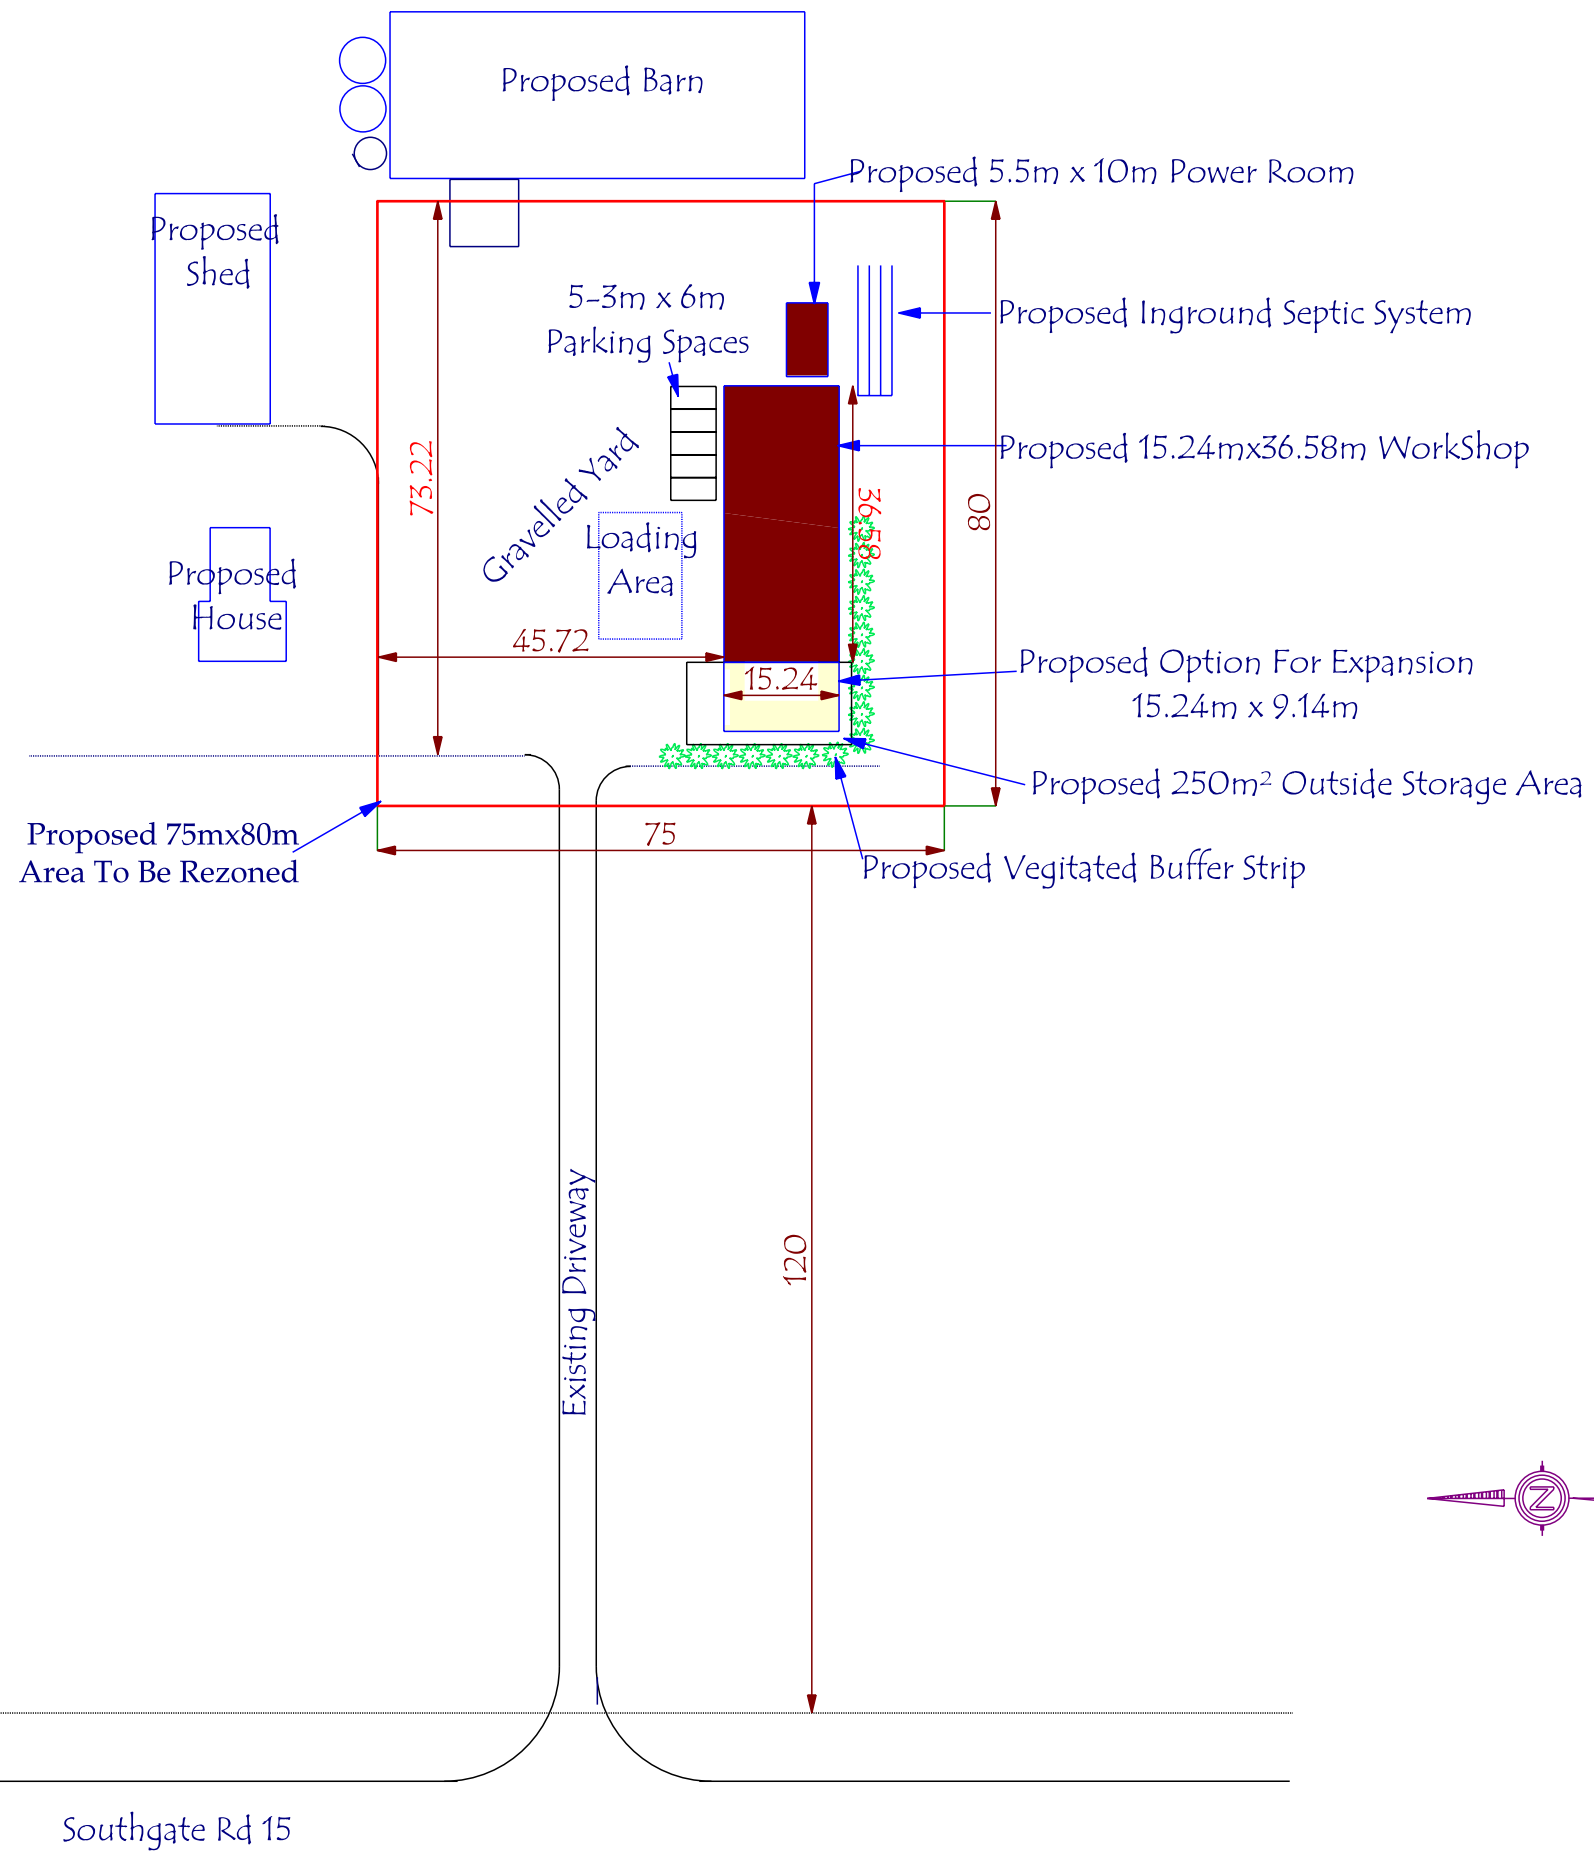 Proposed Barn
Proposed 5.5m x 10m Power Room
Proposed
Shed
5-3m x 6m
Parking Spaces
Proposed Inground Septic System
73.22
Gravelled Yard
Proposed 15.24mx36.58m WorkShop
36.58
80
Loading
Area
Proposed
House
45.72
15.24
Proposed Option For Expansion
15.24m x 9.14m
Proposed 250m² Outside Storage Area
Proposed 75mx80m
Area To Be Rezoned
75
Proposed Vegitated Buffer Strip
Existing Driveway
120
N
Southgate Rd 15